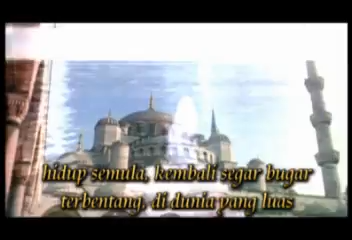 hidup semula, kembali segar bugar
terbentang, di dunia yang luas